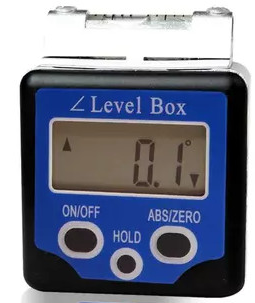 ∠ Level Box
▲ 0.1° ▼
ON/OFF ABS/ZERO
HOLD